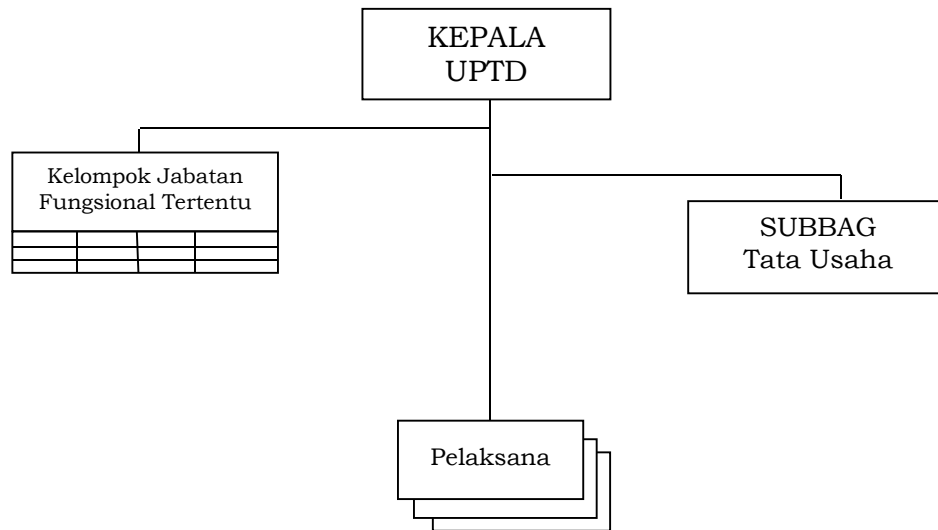 KEPALA
UPTD
Kelompok Jabatan
Fungsional Tertentu
SUBBAG
Tata Usaha
Pelaksana